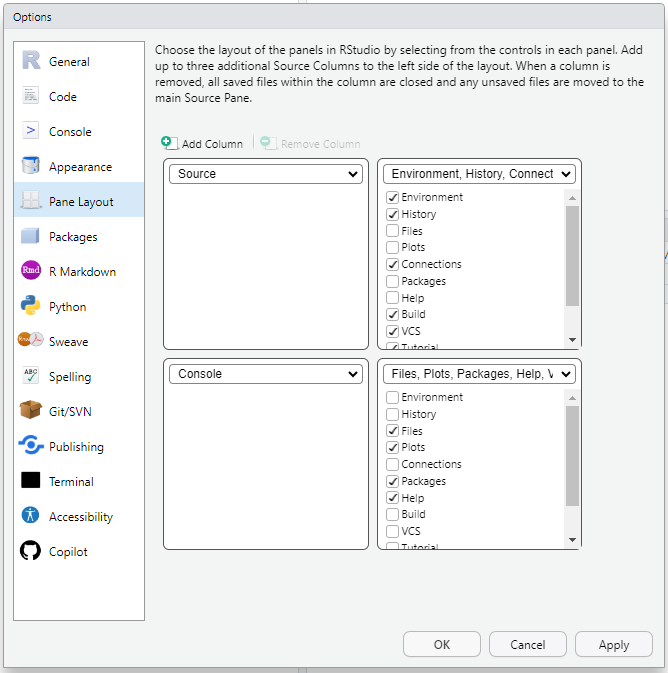 Options
General
Code
Console
Appearance
Pane Layout
Packages
Rmd
R Markdown
Python
Sweave
ABC
Spelling
Git/SVN
Publishing
Terminal
Accessibility
Copilot
Choose the layout of the panels in RStudio by selecting from the controls in each panel. Add
up to three additional Source Columns to the left side of the layout. When a column is
removed, all saved files within the column are closed and any unsaved files are moved to the
main Source Pane.
Add Column
Remove Column
Source
Environment, History, Connect
Environment
History
Files
Plots
Connections
Packages
Help
Build
VCS
Tutorial
Console
Files, Plots, Packages, Help, V
Environment
History
Files
Plots
Connections
Packages
Help
Build
VCS
Tutorial
OK
Cancel
Apply